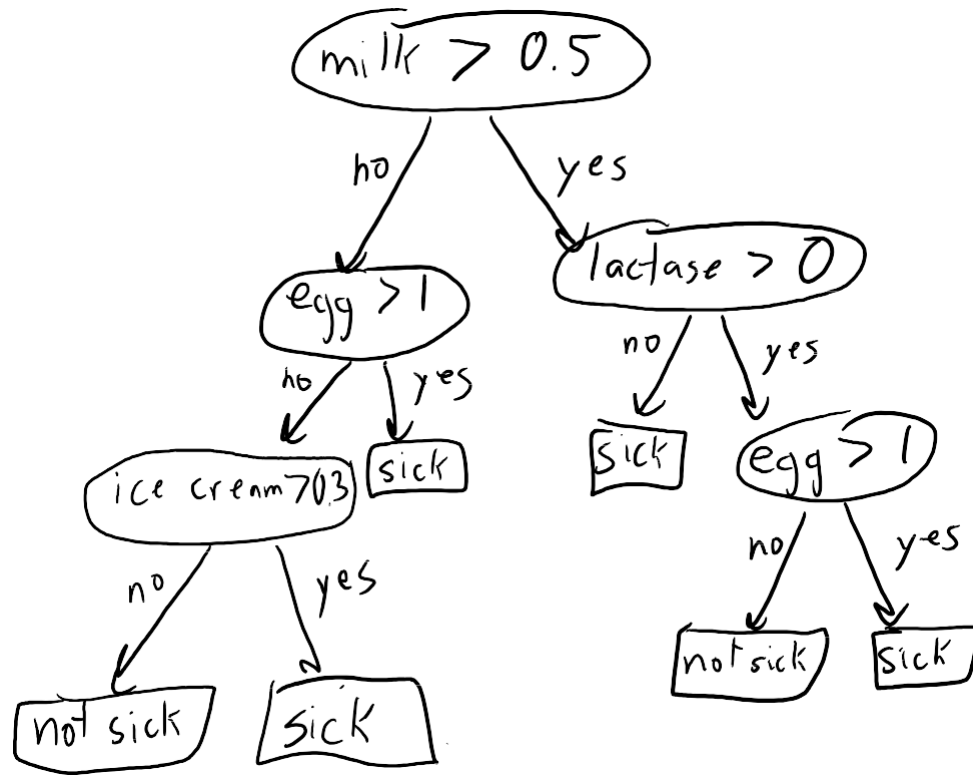 milk > 0.5
no
yes
lactase > 0
egg > 1
no
yes
no
yes
sick
sick
egg > 1
ice cream>0.3
no
yes
no
yes
not sick
sick
not sick
sick